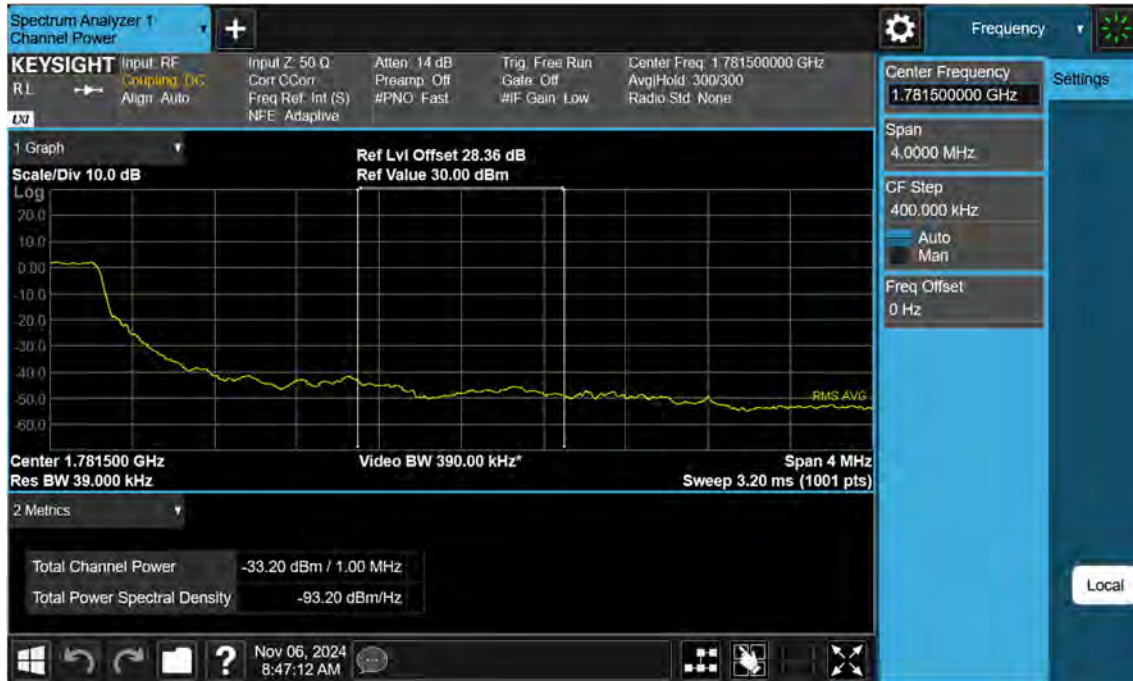 Spectrum Analyzer 1
Channel Power
+
Frequency
KEYSIGHT
RL
LXI
Input: RF
Coupling: DC
Align: Auto
Input Z: 50 Ω
Corr CCorr
Freq Ref: Int (S)
NFE: Adaptive
Atten: 14 dB
Preamp: Off
#PNO: Fast
Trig: Free Run
Gate: Off
#IF Gain: Low
Center Freq: 1.781500000 GHz
Avg|Hold: 300/300
Radio Std: None
Center Frequency
1.781500000 GHz
Settings
Span
4.0000 MHz
CF Step
400.000 kHz
Auto
Man
Freq Offset
0 Hz
Local
1 Graph
Scale/Div 10.0 dB
Ref Lvl Offset 28.36 dB
Ref Value 30.00 dBm
Log
20.0
10.0
0.00
-10.0
-20.0
-30.0
-40.0
-50.0
-60.0
RMS AVG
Center 1.781500 GHz
Video BW 390.00 kHz*
Span 4 MHz
Res BW 39.000 kHz
Sweep 3.20 ms (1001 pts)
2 Metrics
Total Channel Power
-33.20 dBm / 1.00 MHz
Total Power Spectral Density
-93.20 dBm/Hz
?
Nov 06, 2024
8:47:12 AM